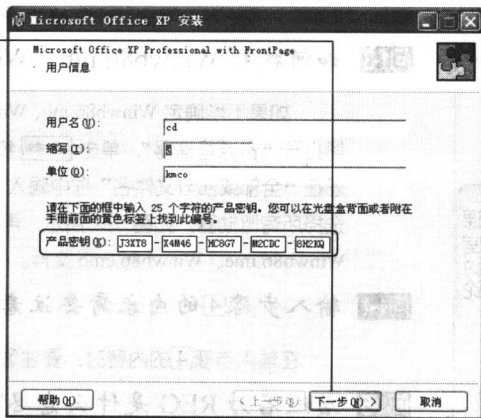 Microsoft Office XP 安装
Microsoft Office XP Professional with FrontPage
用户信息
用户名(U): cd
缩写(I):
单位(O): kmco
请在下面的框中输入 25 个字符的产品密钥。您可以在光盘盒背面或者附在
手册前面的黄色标签上找到此编号。
产品密钥(K): J3XT8 - X4M46 - HC8G7 - M2CDC - 8H2KQ
帮助(H) <上一步(B) 下一步(N)> 取消